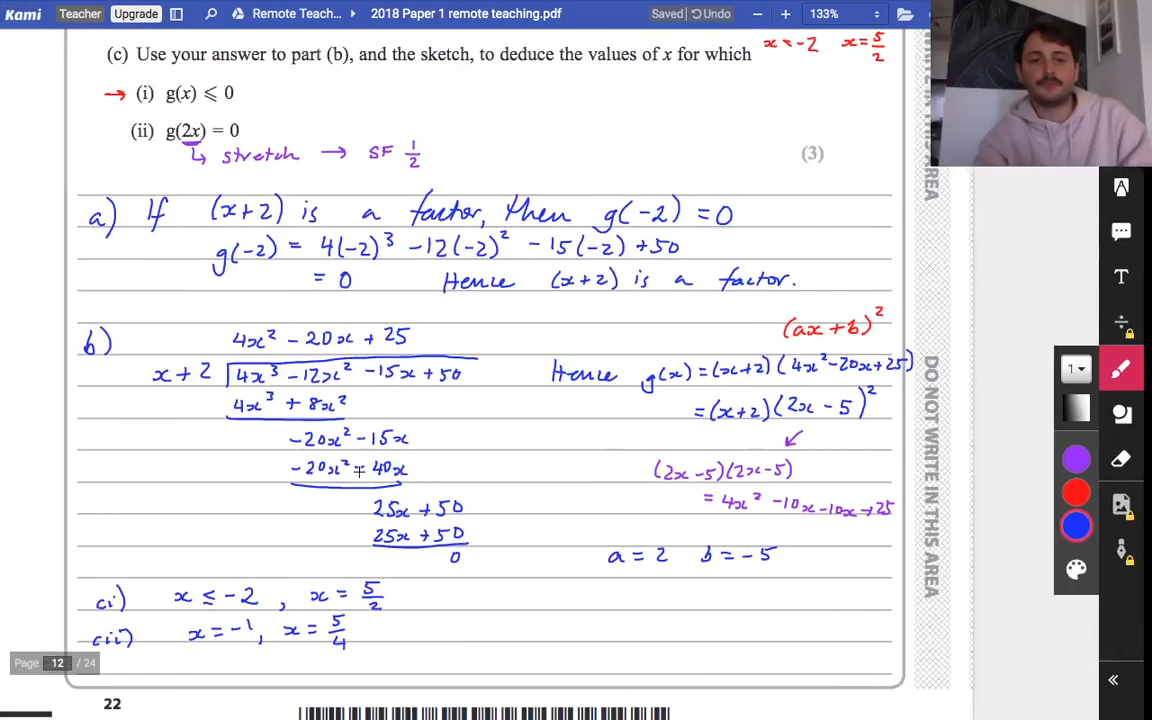 Kami Teacher Upgrade Remote Teach... 2018 Paper 1 remote teaching.pdf Saved Undo 133%
(c) Use your answer to part (b), and the sketch, to deduce the values of x for which
x = -2 x = 5/2
→ (i) g(x) ⩽ 0
(ii) g(2x) = 0
↳ stretch → SF 1/2
(3)
a) If (x+2) is a factor, then g(-2) = 0
g(-2) = 4(-2)³ -12(-2)² -15(-2) +50
= 0 Hence (x+2) is a factor.
(ax + b)²
b) 4x² - 20x + 25
x + 2 4x³ -12x² -15x + 50
4x³ + 8x²
-20x² -15x
-20x² - 40x
25x + 50
25x + 50
0
Hence g(x) = (x+2)(4x²-20x+25)
= (x+2)(2x - 5)²
(2x -5)(2x -5)
= 4x² -10x -10x +25
a = 2 b = -5
ci) x ≤ -2 , x = 5/2
cii) x = -1, x = 5/4
Page 12 / 24
22
DO NOT WRITE IN THIS AREA
IS AREA
1
T